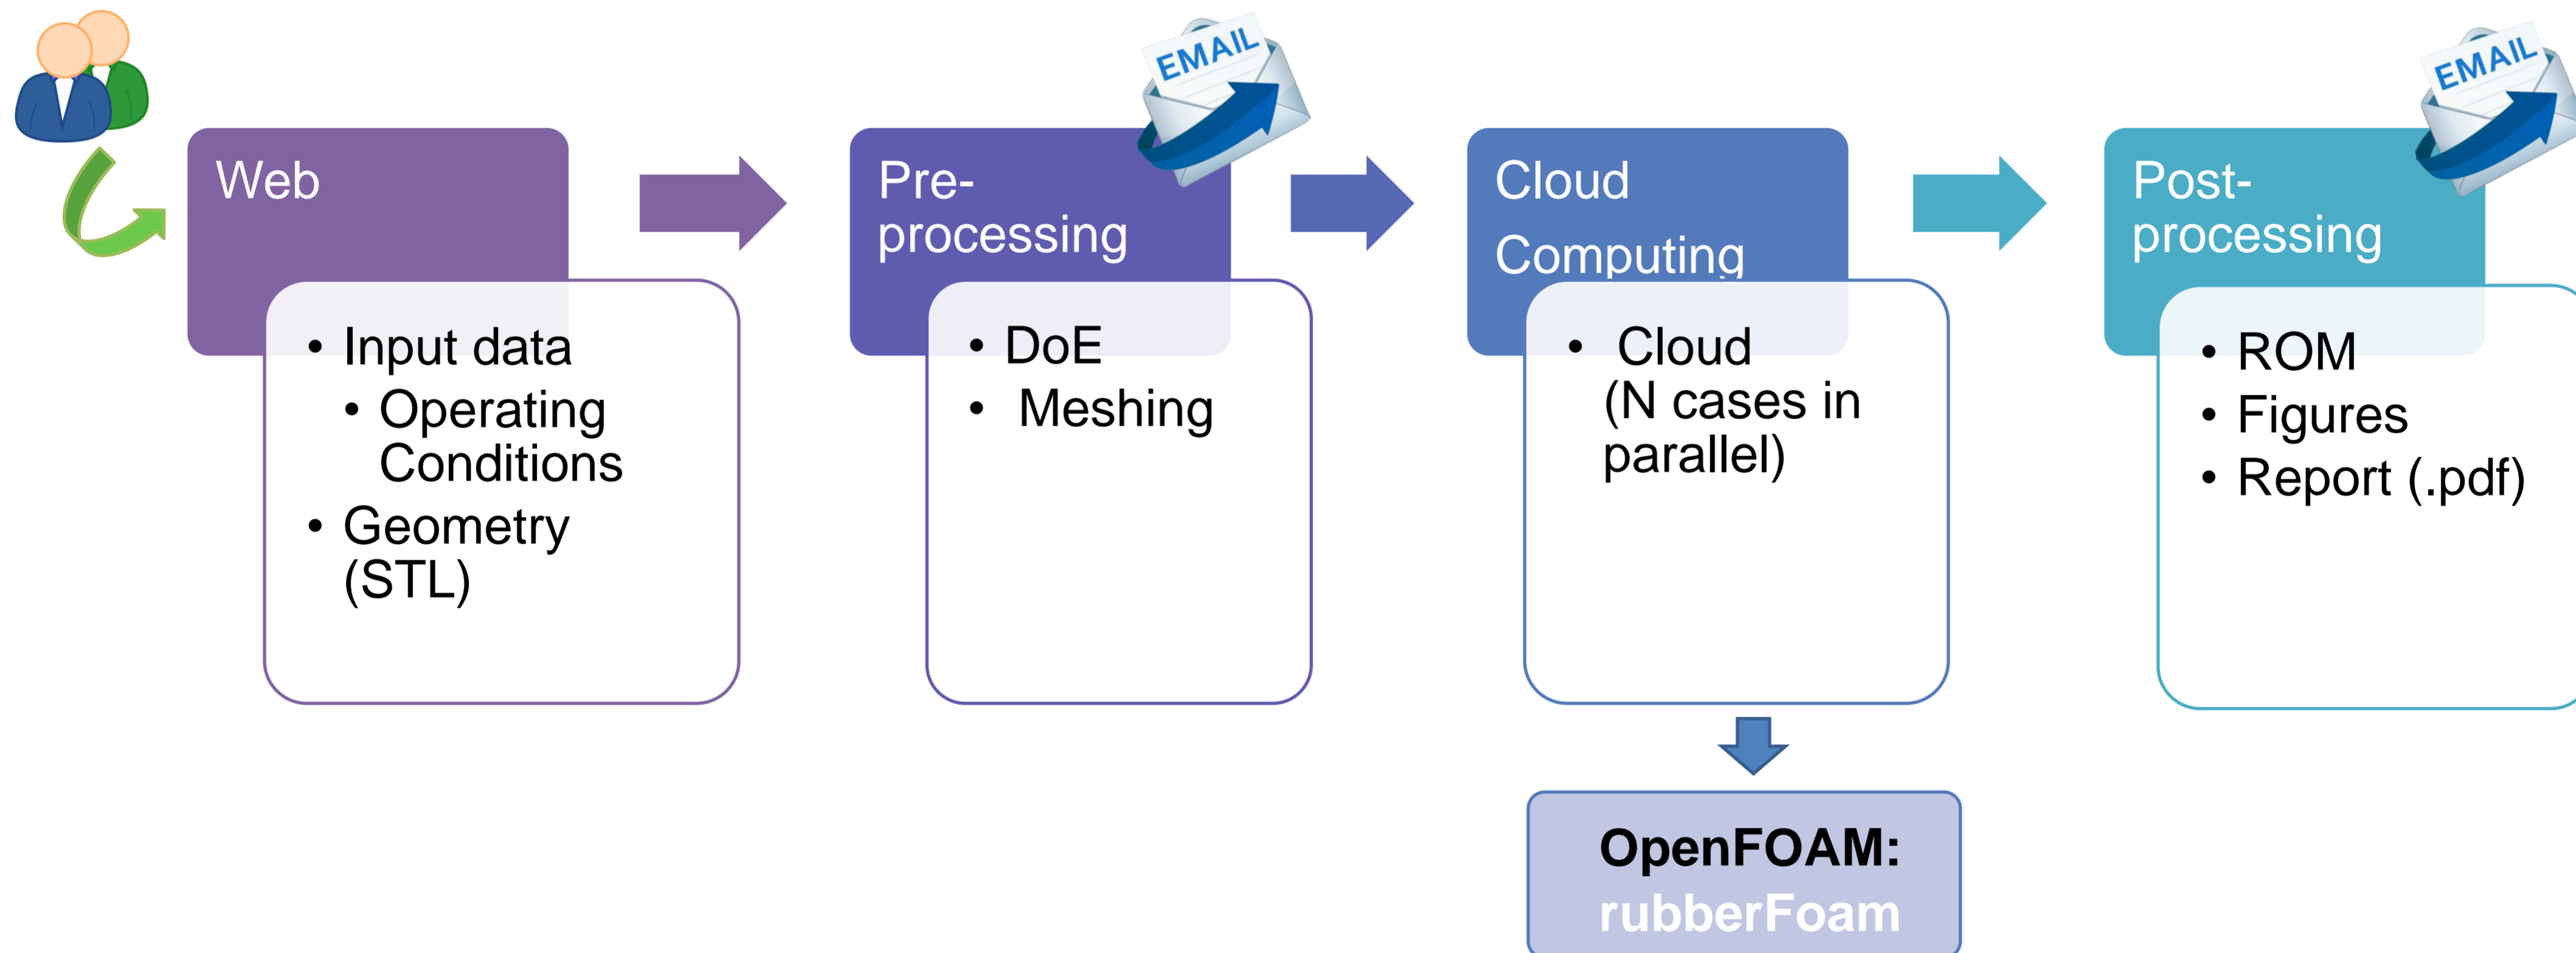 EMAIL
EMAIL
Web
Pre-
processing
Cloud
Computing
Post-
processing
• Input data
• Operating
Conditions
• Geometry
(STL)
• DoE
• Meshing
• Cloud
(N cases in
parallel)
• ROM
• Figures
• Report (.pdf)
OpenFOAM:
rubberFoam